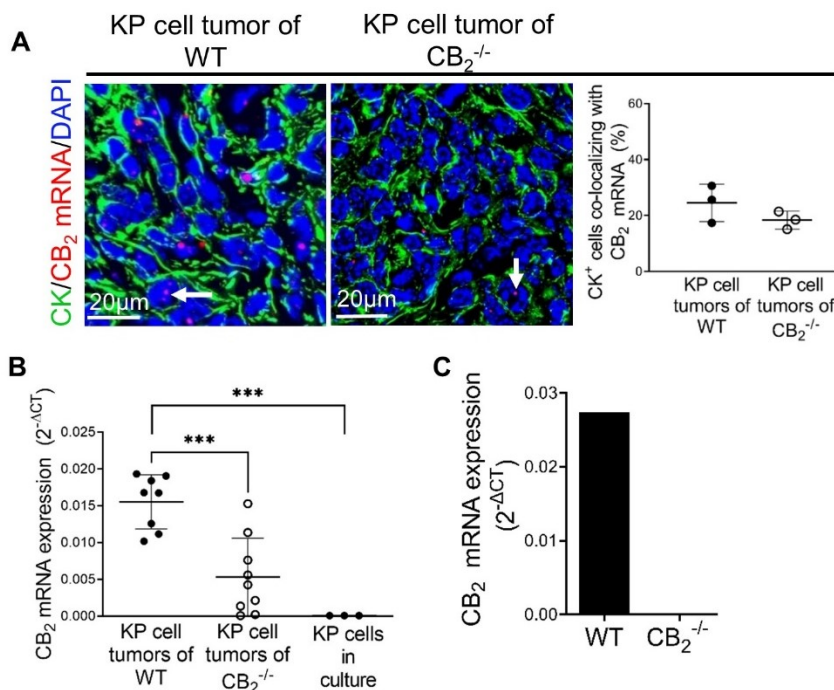 A
KP cell tumor of
WT
KP cell tumor of
CB₂⁻/⁻
CK/CB₂ mRNA/DAPI
20µm
20µm
CK⁺ cells co-localizing with
CB₂ mRNA (%)
60
40
20
0
KP cell
tumors of
WT
KP cell
tumors of
CB₂⁻/⁻
B
CB₂ mRNA expression (2⁻ΔCT)
0.025
0.020
0.015
0.010
0.005
0.000
***
***
KP cell
tumors of
WT
KP cell
tumors of
CB₂⁻/⁻
KP cells
in
culture
C
CB₂ mRNA expression
(2⁻ΔCT)
0.03
0.02
0.01
0.00
WT
CB₂⁻/⁻